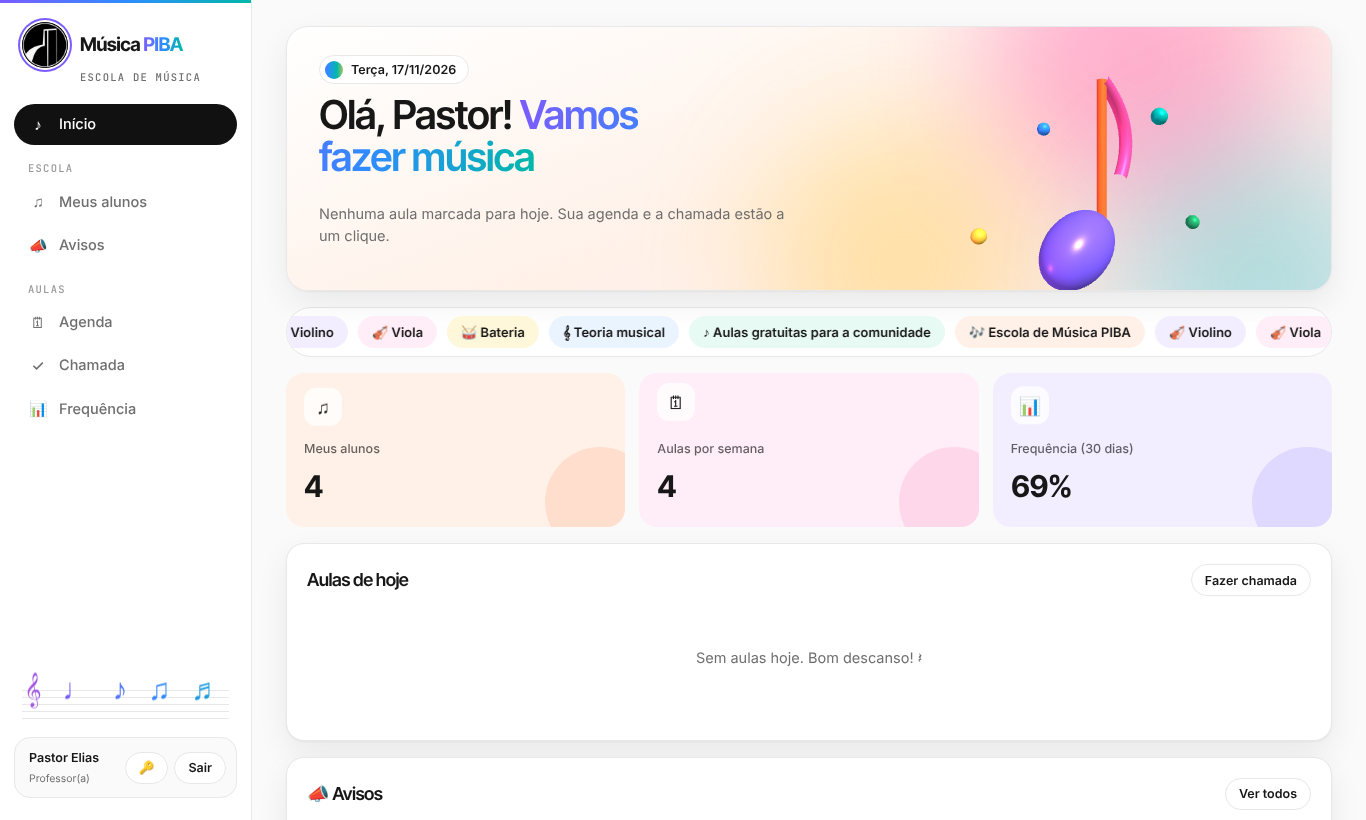 Música PIBA
ESCOLA DE MÚSICA
Início
ESCOLA
Meus alunos
Avisos
AULAS
Agenda
Chamada
Frequência
Pastor Elias
Professor(a)
Sair
Terça, 17/11/2026
Olá, Pastor! Vamos
fazer música
Nenhuma aula marcada para hoje. Sua agenda e a chamada estão a
um clique.
Violino
Viola
Bateria
Teoria musical
Aulas gratuitas para a comunidade
Escola de Música PIBA
Violino
Viola
Meus alunos
4
Aulas por semana
4
Frequência (30 dias)
69%
Aulas de hoje
Fazer chamada
Sem aulas hoje. Bom descanso!
Avisos
Ver todos